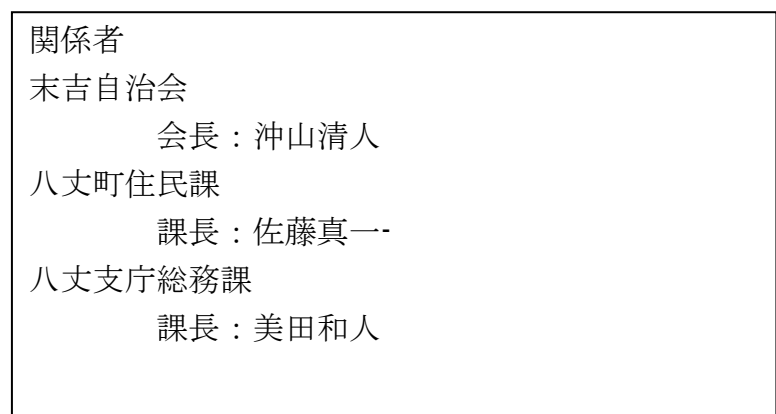 関係者
末吉自治会
会長：沖山清人
八丈町住民課
課長：佐藤真一-
八丈支庁総務課
課長：美田和人